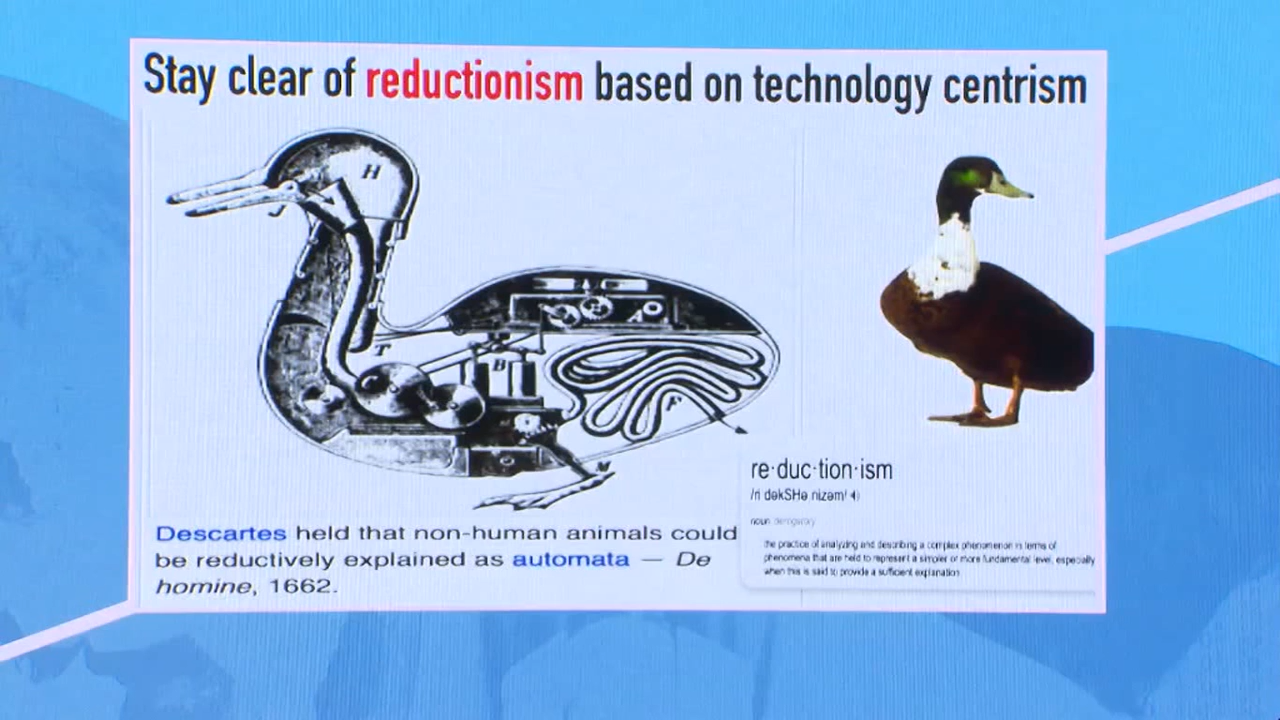 Stay clear of reductionism based on technology centrism
H
J
T
A
B
F
M
Descartes held that non-human animals could
be reductively explained as automata — De
homine, 1662.
re·duc·tion·ism
/riˈdəkSHəˌnizəm/
noun derogatory
the practice of analyzing and describing a complex phenomenon in terms of
phenomena that are held to represent a simpler or more fundamental level, especially
when this is said to provide a sufficient explanation.